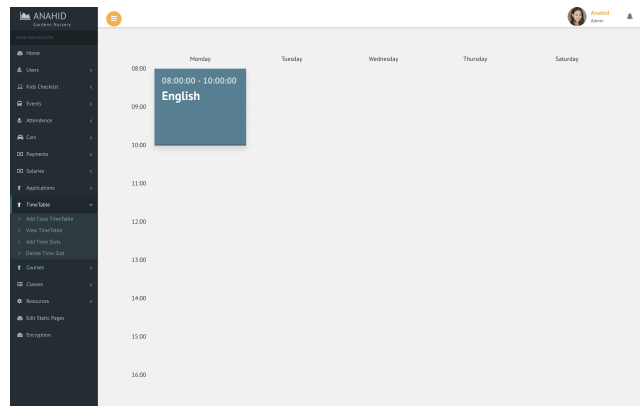 ANAHID
Gardens Nursery
MAIN NAVIGATION
Home
Users
Kids Checklist
Events
Attendence
Cars
Payments
Salaries
Applications
TimeTable
Add Class TimeTable
View TimeTable
Add Time Slots
Delete Time Slot
Courses
Classes
Resources
Edit Static Pages
Encryption
Anahid
Admin
Monday Tuesday Wednesday Thursday Saturday
08:00
08:00:00 - 10:00:00
English
09:00
10:00
11:00
12:00
13:00
14:00
15:00
16:00